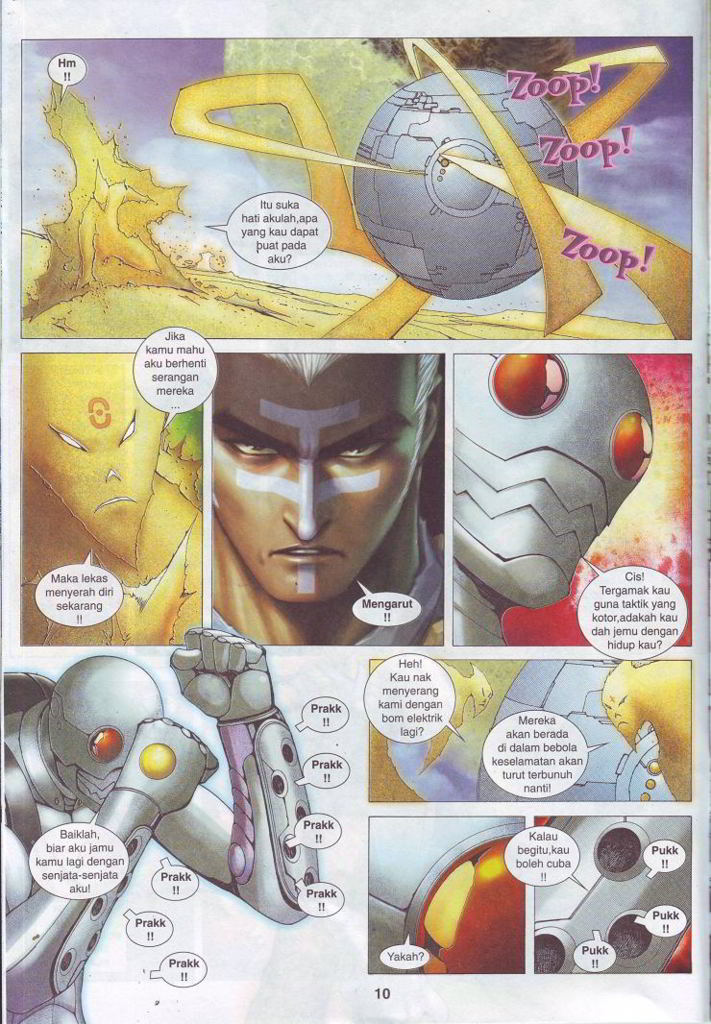 Hm
!!
Zoop!
Zoop!
Zoop!
Itu suka
hati akulah,apa
yang kau dapat
buat pada
aku?
Jika
kamu mahu
aku berhenti
serangan
mereka
...
Maka lekas
menyerah diri
sekarang
!!
Mengarut
!!
Cis!
Tergamak kau
guna taktik yang
kotor,adakah kau
dah jemu dengan
hidup kau?
Baiklah,
biar aku jamu
kamu lagi dengan
senjata-senjata
aku!
Prakk
!!
Prakk
!!
Prakk
!!
Prakk
!!
Prakk
!!
Prakk
!!
Prakk
!!
Heh!
Kau nak
menyerang
kami dengan
bom elektrik
lagi?
Mereka
akan berada
di dalam bebola
keselamatan akan
turut terbunuh
nanti!
Yakah?
Kalau
begitu,kau
boleh cuba
!!
Pukk
!!
Pukk
!!
Pukk
!!
10